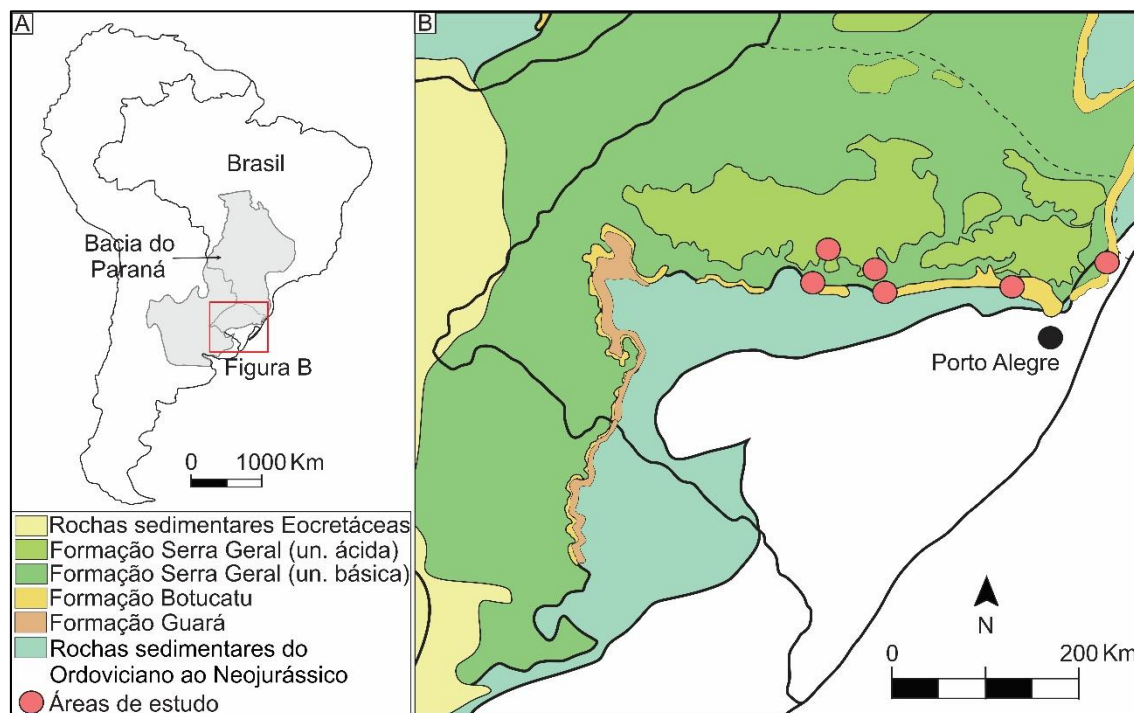 A
Brasil
Bacia do
Paraná
Figura B
0 1000 Km
Rochas sedimentares Eocretáceas
Formação Serra Geral (un. ácida)
Formação Serra Geral (un. básica)
Formação Botucatu
Formação Guará
Rochas sedimentares do
Ordoviciano ao Neojurássico
Áreas de estudo
B
Porto Alegre
N
0 200 Km